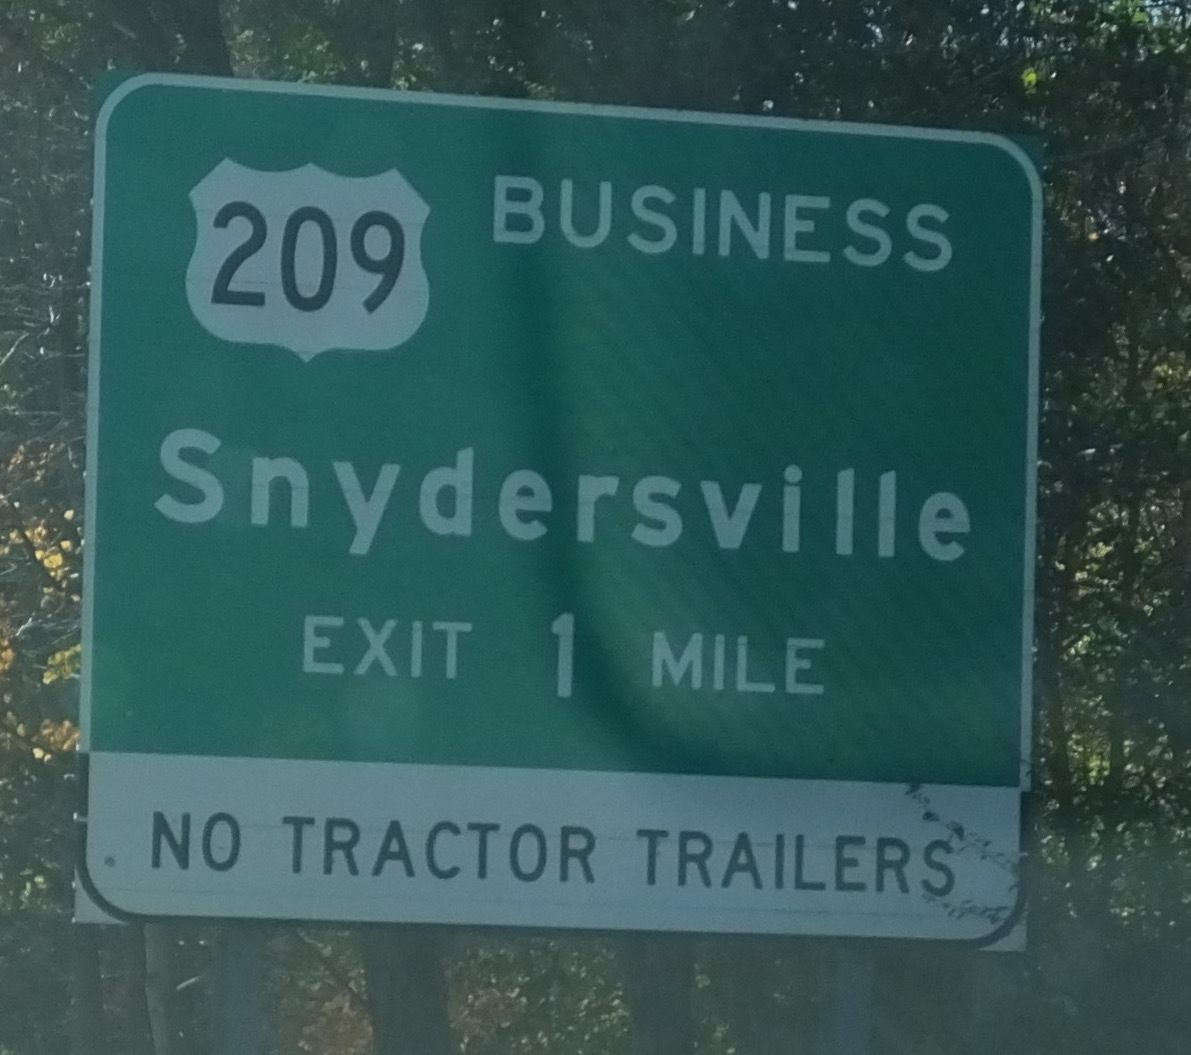 209 BUSINESS
Snydersville
EXIT 1 MILE
NO TRACTOR TRAILERS